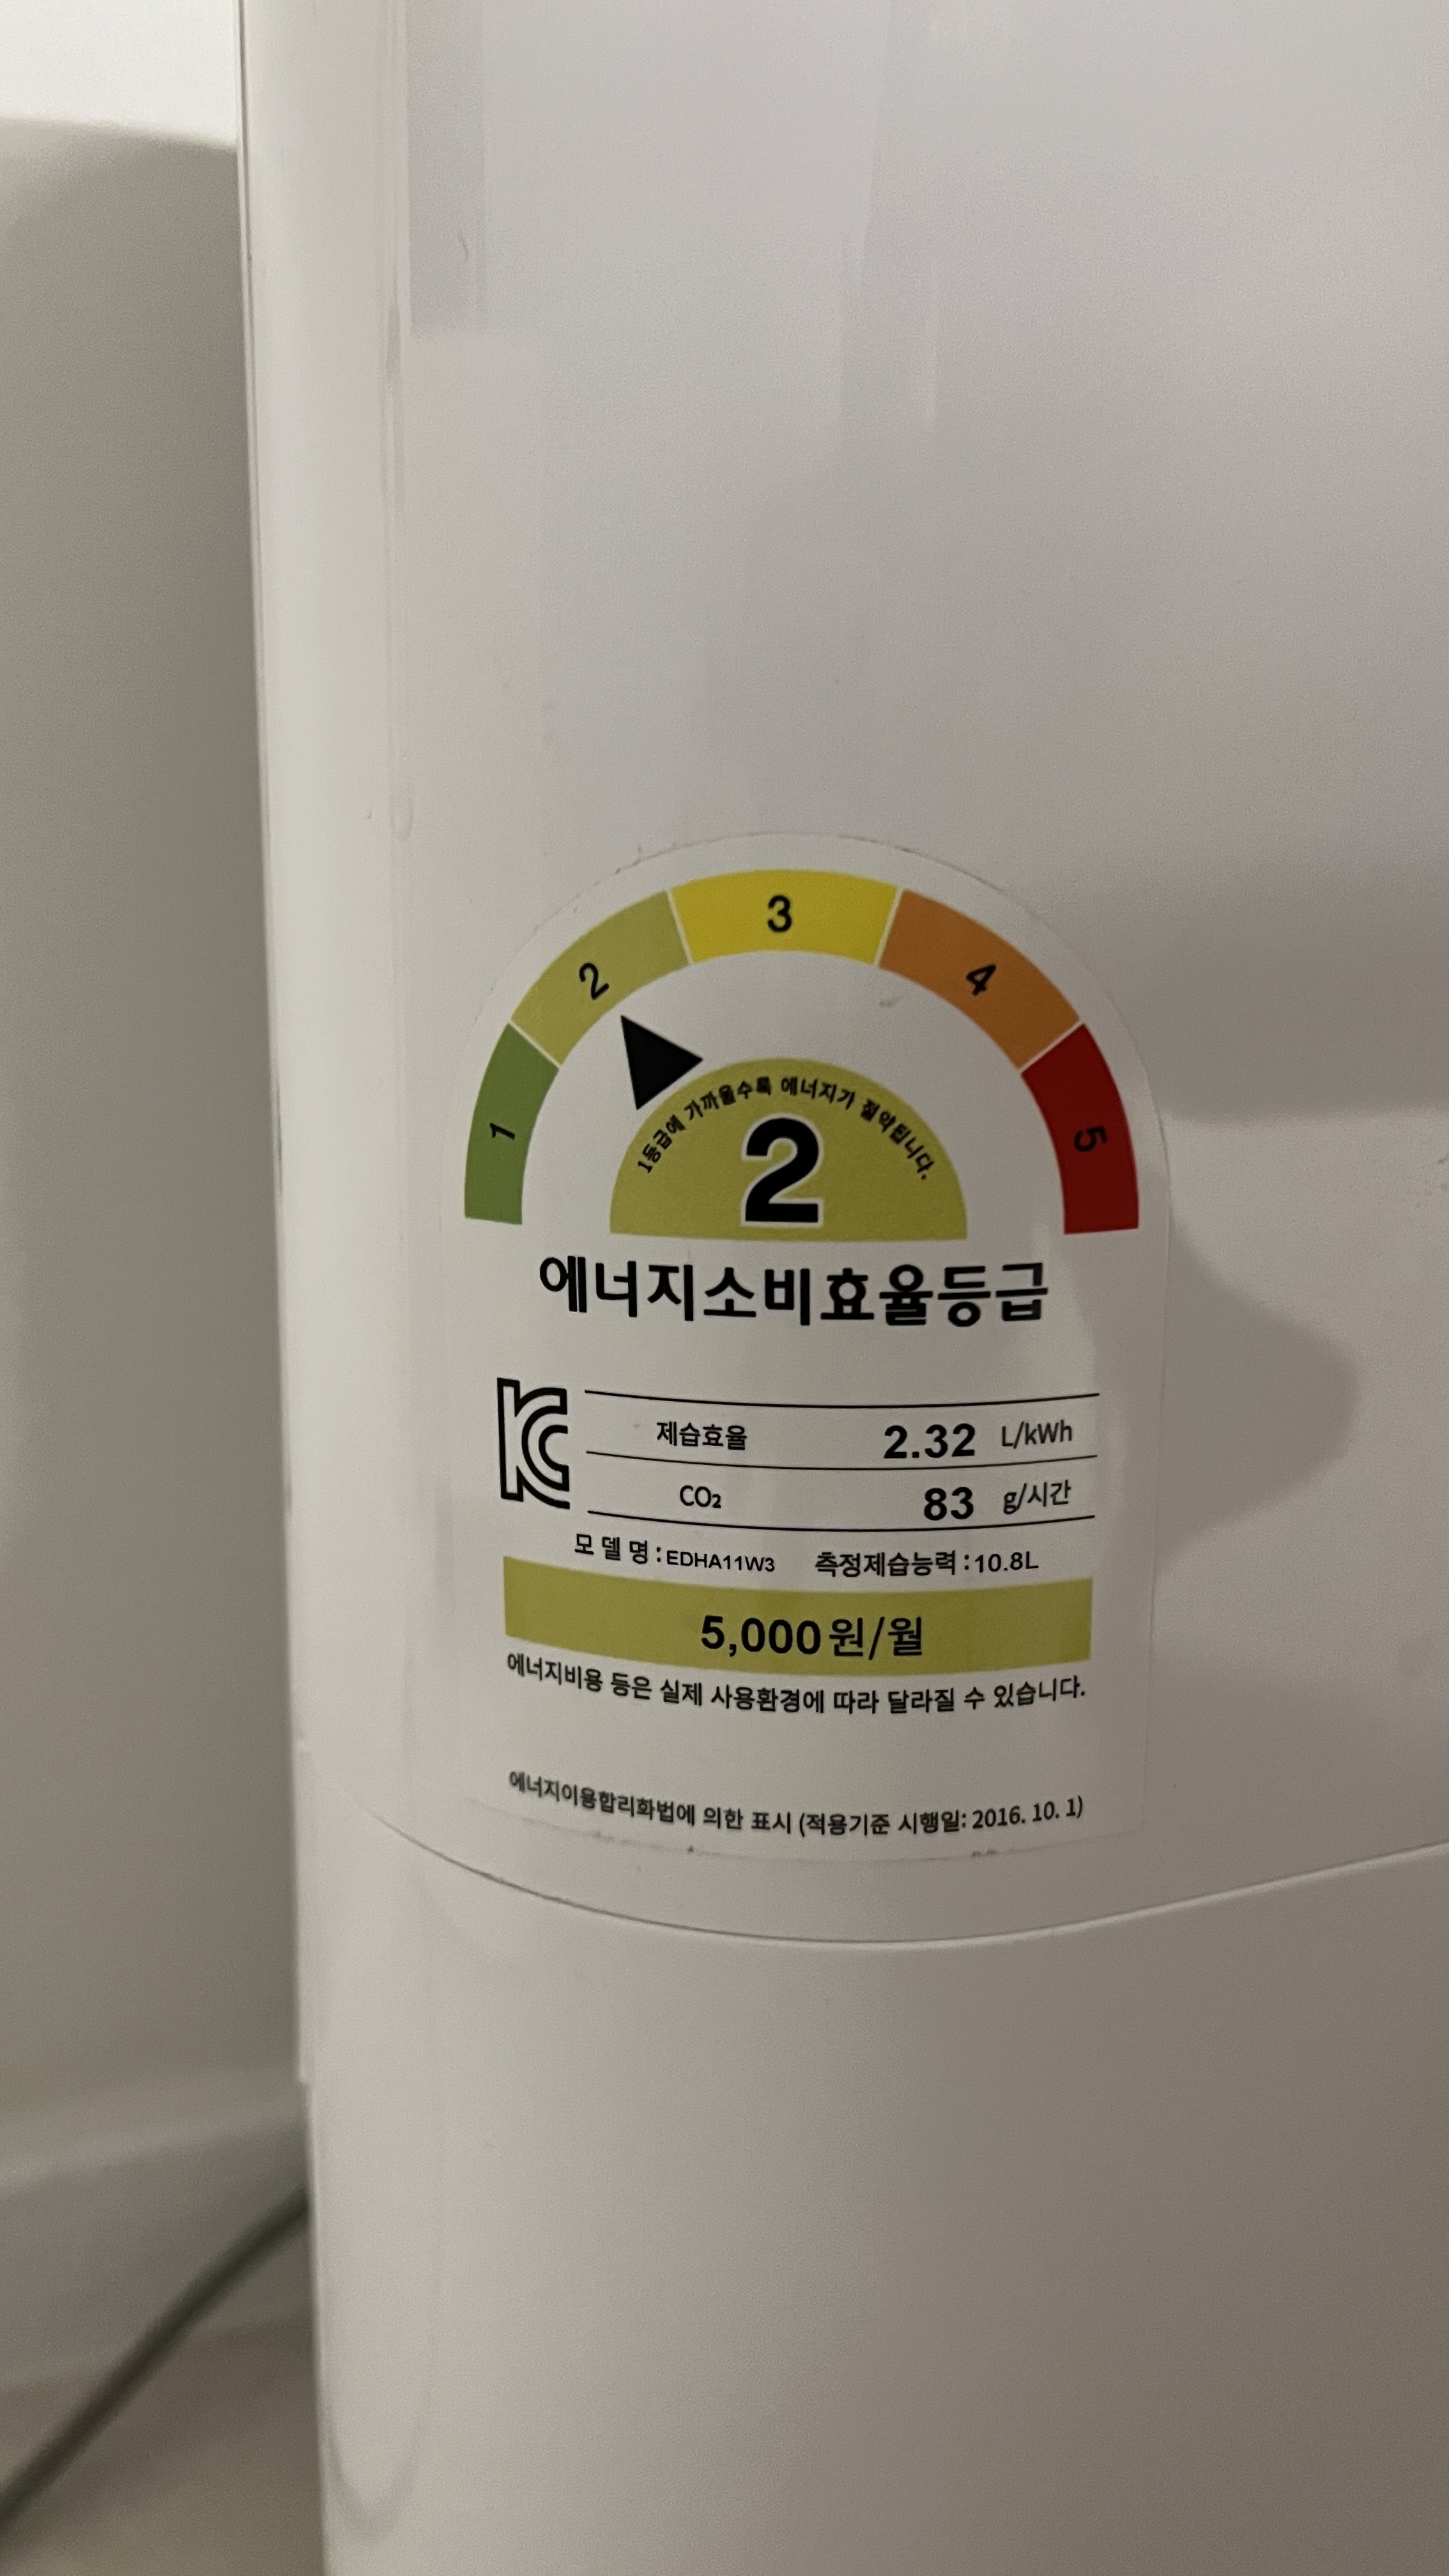 1
2
3
4
5
1등급에 가까울수록 에너지가 절약됩니다.
2
에너지소비효율등급
제습효율 2.32 L/kWh
CO₂ 83 g/시간
모델명 : EDHA11W3 측정제습능력 : 10.8L
5,000원/월
에너지비용 등은 실제 사용환경에 따라 달라질 수 있습니다.
에너지이용합리화법에 의한 표시 (적용기준 시행일: 2016. 10. 1)